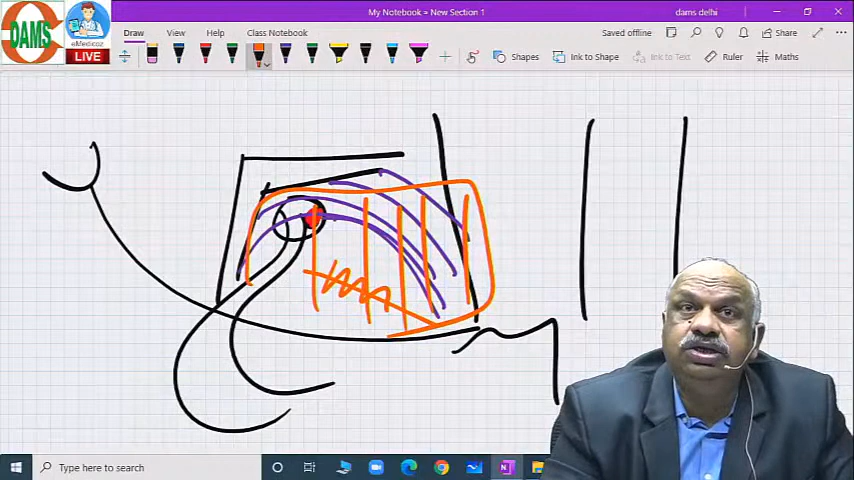 DAMS
eMedicoz
LIVE
My Notebook » New Section 1
dams delhi
Draw
View
Help
Class Notebook
Saved offline
Share
Shapes
Ink to Shape
Ink to Text
Ruler
Maths
Type here to search